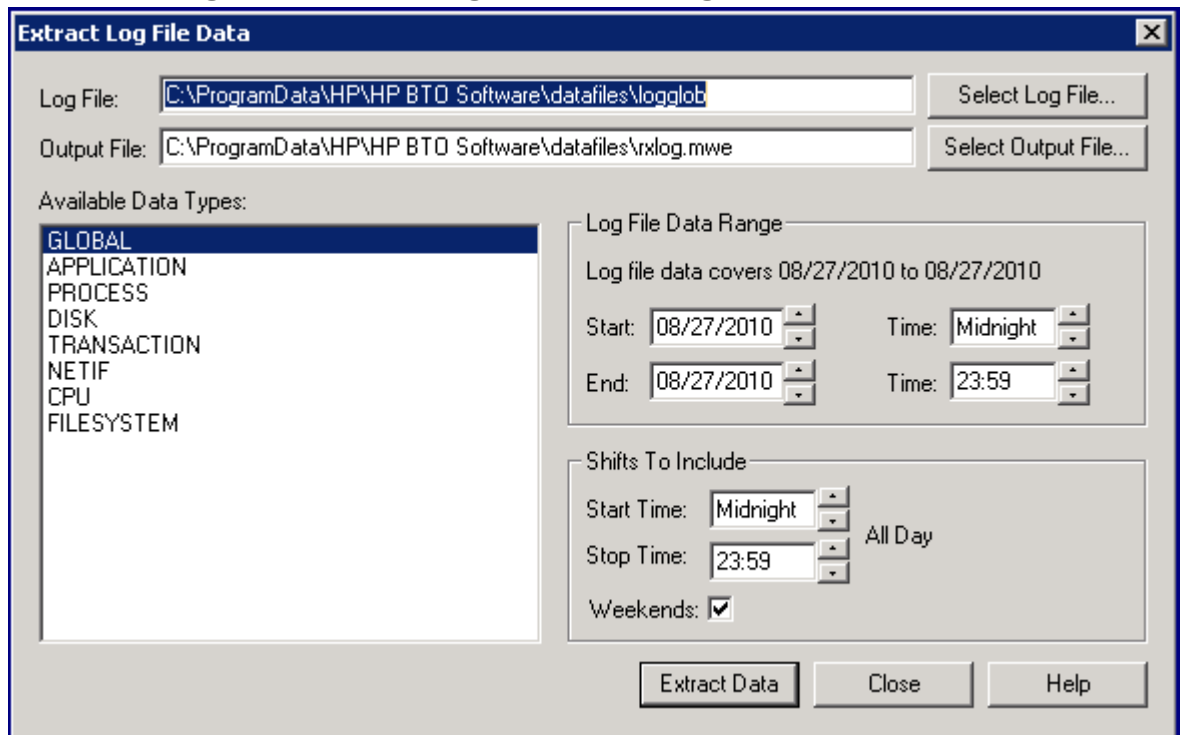 Extract Log File Data
Log File: C:\ProgramData\HP\HP BTO Software\datafiles\logglob Select Log File...
Output File: C:\ProgramData\HP\HP BTO Software\datafiles\rxlog.mwe Select Output File...
Available Data Types:
GLOBAL
APPLICATION
PROCESS
DISK
TRANSACTION
NETIF
CPU
FILESYSTEM
Log File Data Range
Log file data covers 08/27/2010 to 08/27/2010
Start: 08/27/2010 Time: Midnight
End: 08/27/2010 Time: 23:59
Shifts To Include
Start Time: Midnight
All Day
Stop Time: 23:59
Weekends:
Extract Data Close Help